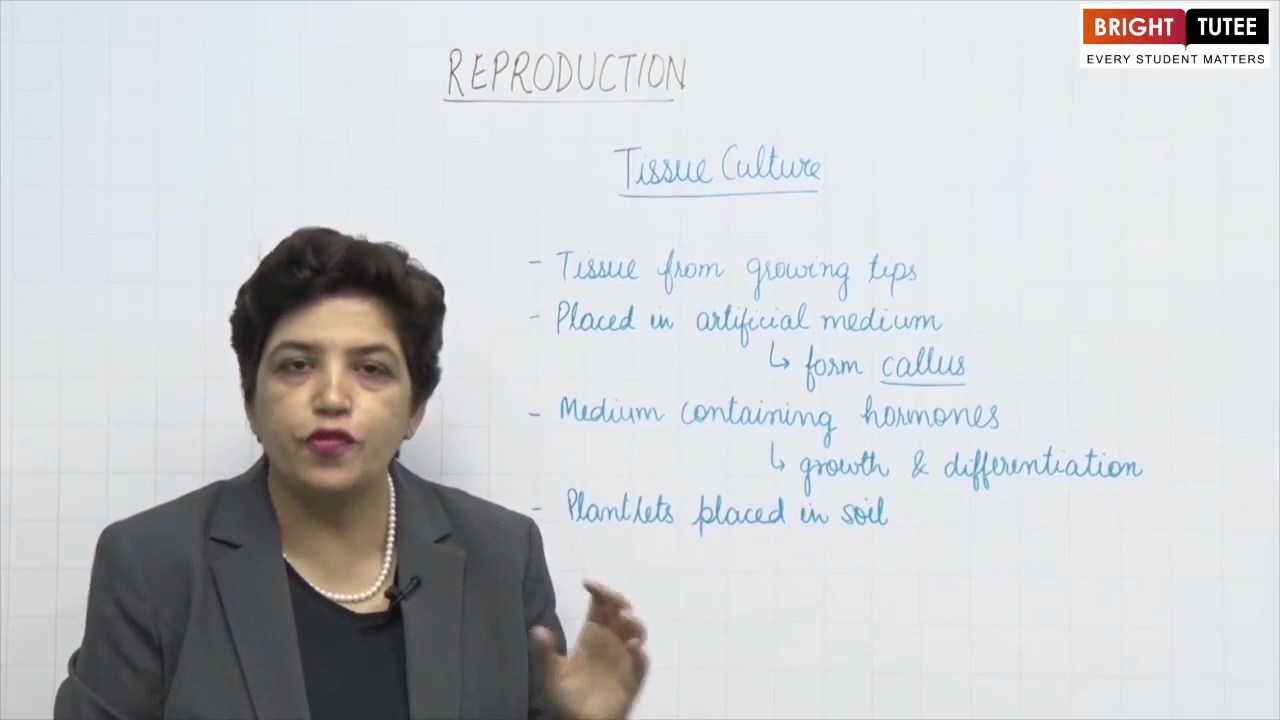 BRIGHT TUTEE
EVERY STUDENT MATTERS
REPRODUCTION
Tissue Culture
- Tissue from growing tips
- Placed in artificial medium
↳ form callus
- Medium containing hormones
↳ growth & differentiation
- Plantlets placed in soil